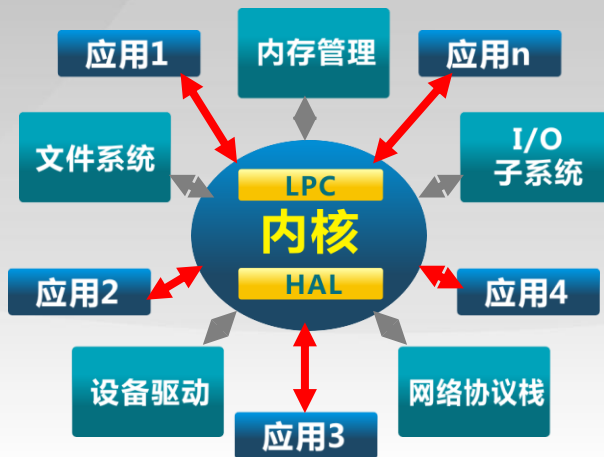 应用1
内存管理
应用n
文件系统
I/O
子系统
LPC
内核
HAL
应用2
应用4
设备驱动
网络协议栈
应用3